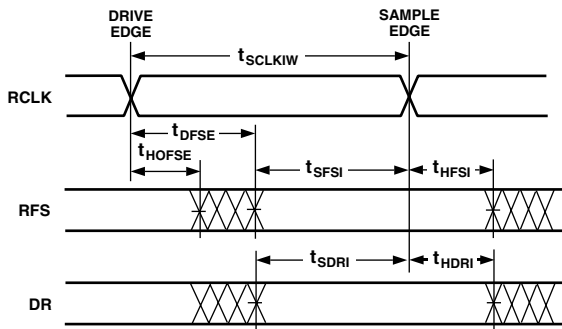 DRIVE
EDGE
SAMPLE
EDGE
tSCLKIW
RCLK
tDFSE
tHOFSE
tSFSI
tHFSI
RFS
tSDRI
tHDRI
DR